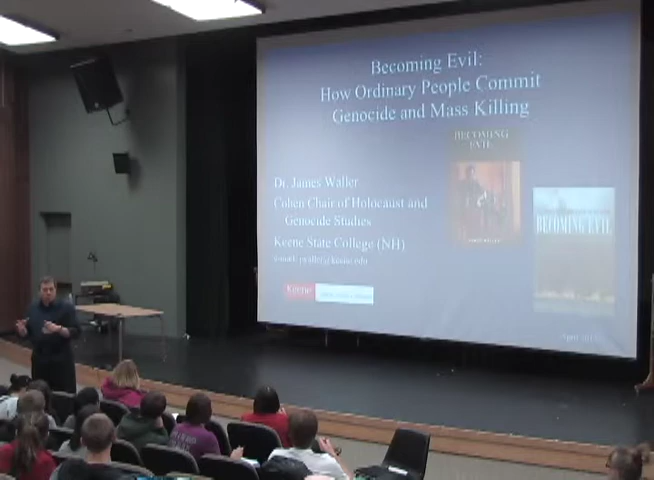 Becoming Evil:
How Ordinary People Commit
Genocide and Mass Killing
BECOMING
EVIL
Dr. James Waller
Cohen Chair of Holocaust and
Genocide Studies
BECOMING EVIL
Keene State College (NH)
Keene